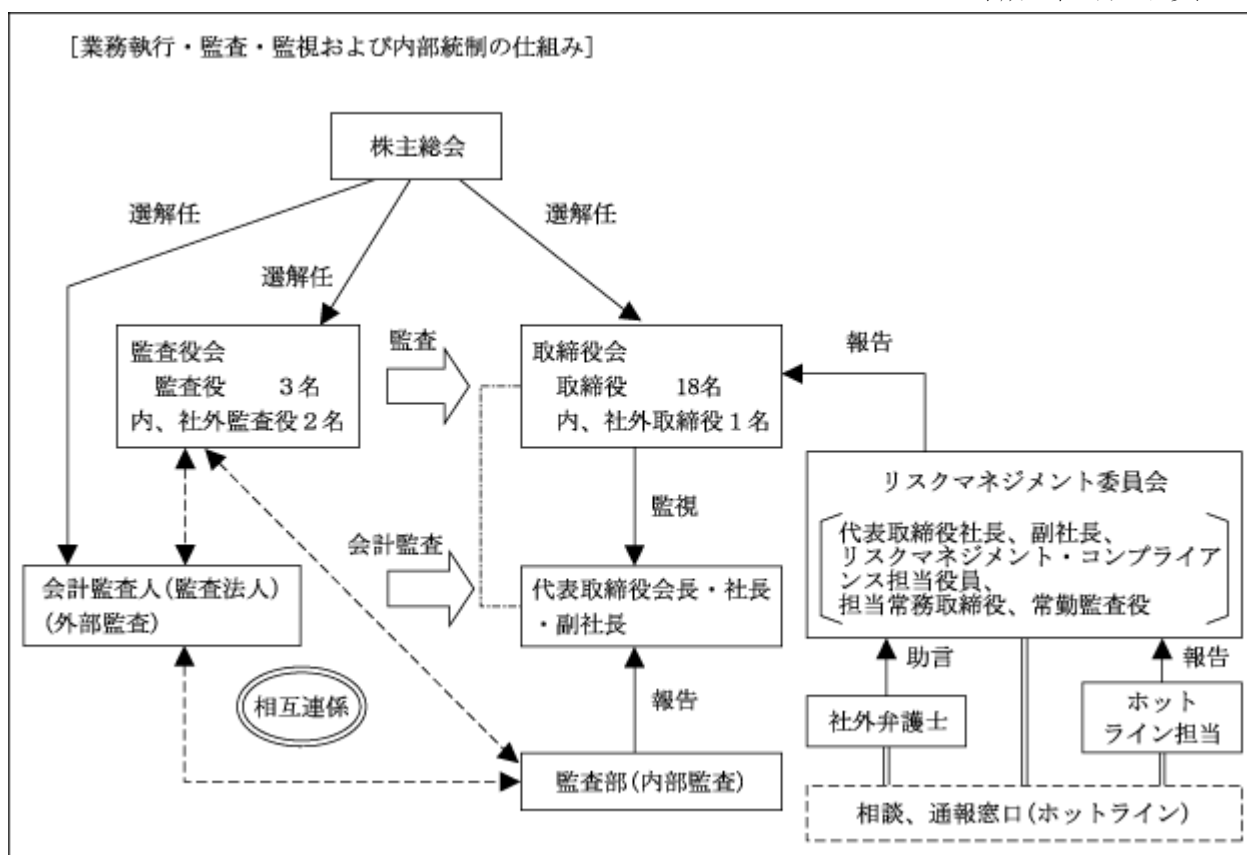 [業務執行・監査・監視および内部統制の仕組み]
株主総会
選解任
選解任
選解任
監査役会
監査役 3名
内、社外監査役2名
監査
取締役会
取締役 18名
内、社外取締役1名
報告
リスクマネジメント委員会
代表取締役社長、副社長、
リスクマネジメント・コンプライア
ンス担当役員、
担当常務取締役、常勤監査役
監視
会計監査
会計監査人(監査法人)
(外部監査)
代表取締役会長・社長
・副社長
助言
報告
相互連係
報告
社外弁護士
ホット
ライン担当
監査部(内部監査)
相談、通報窓口(ホットライン)